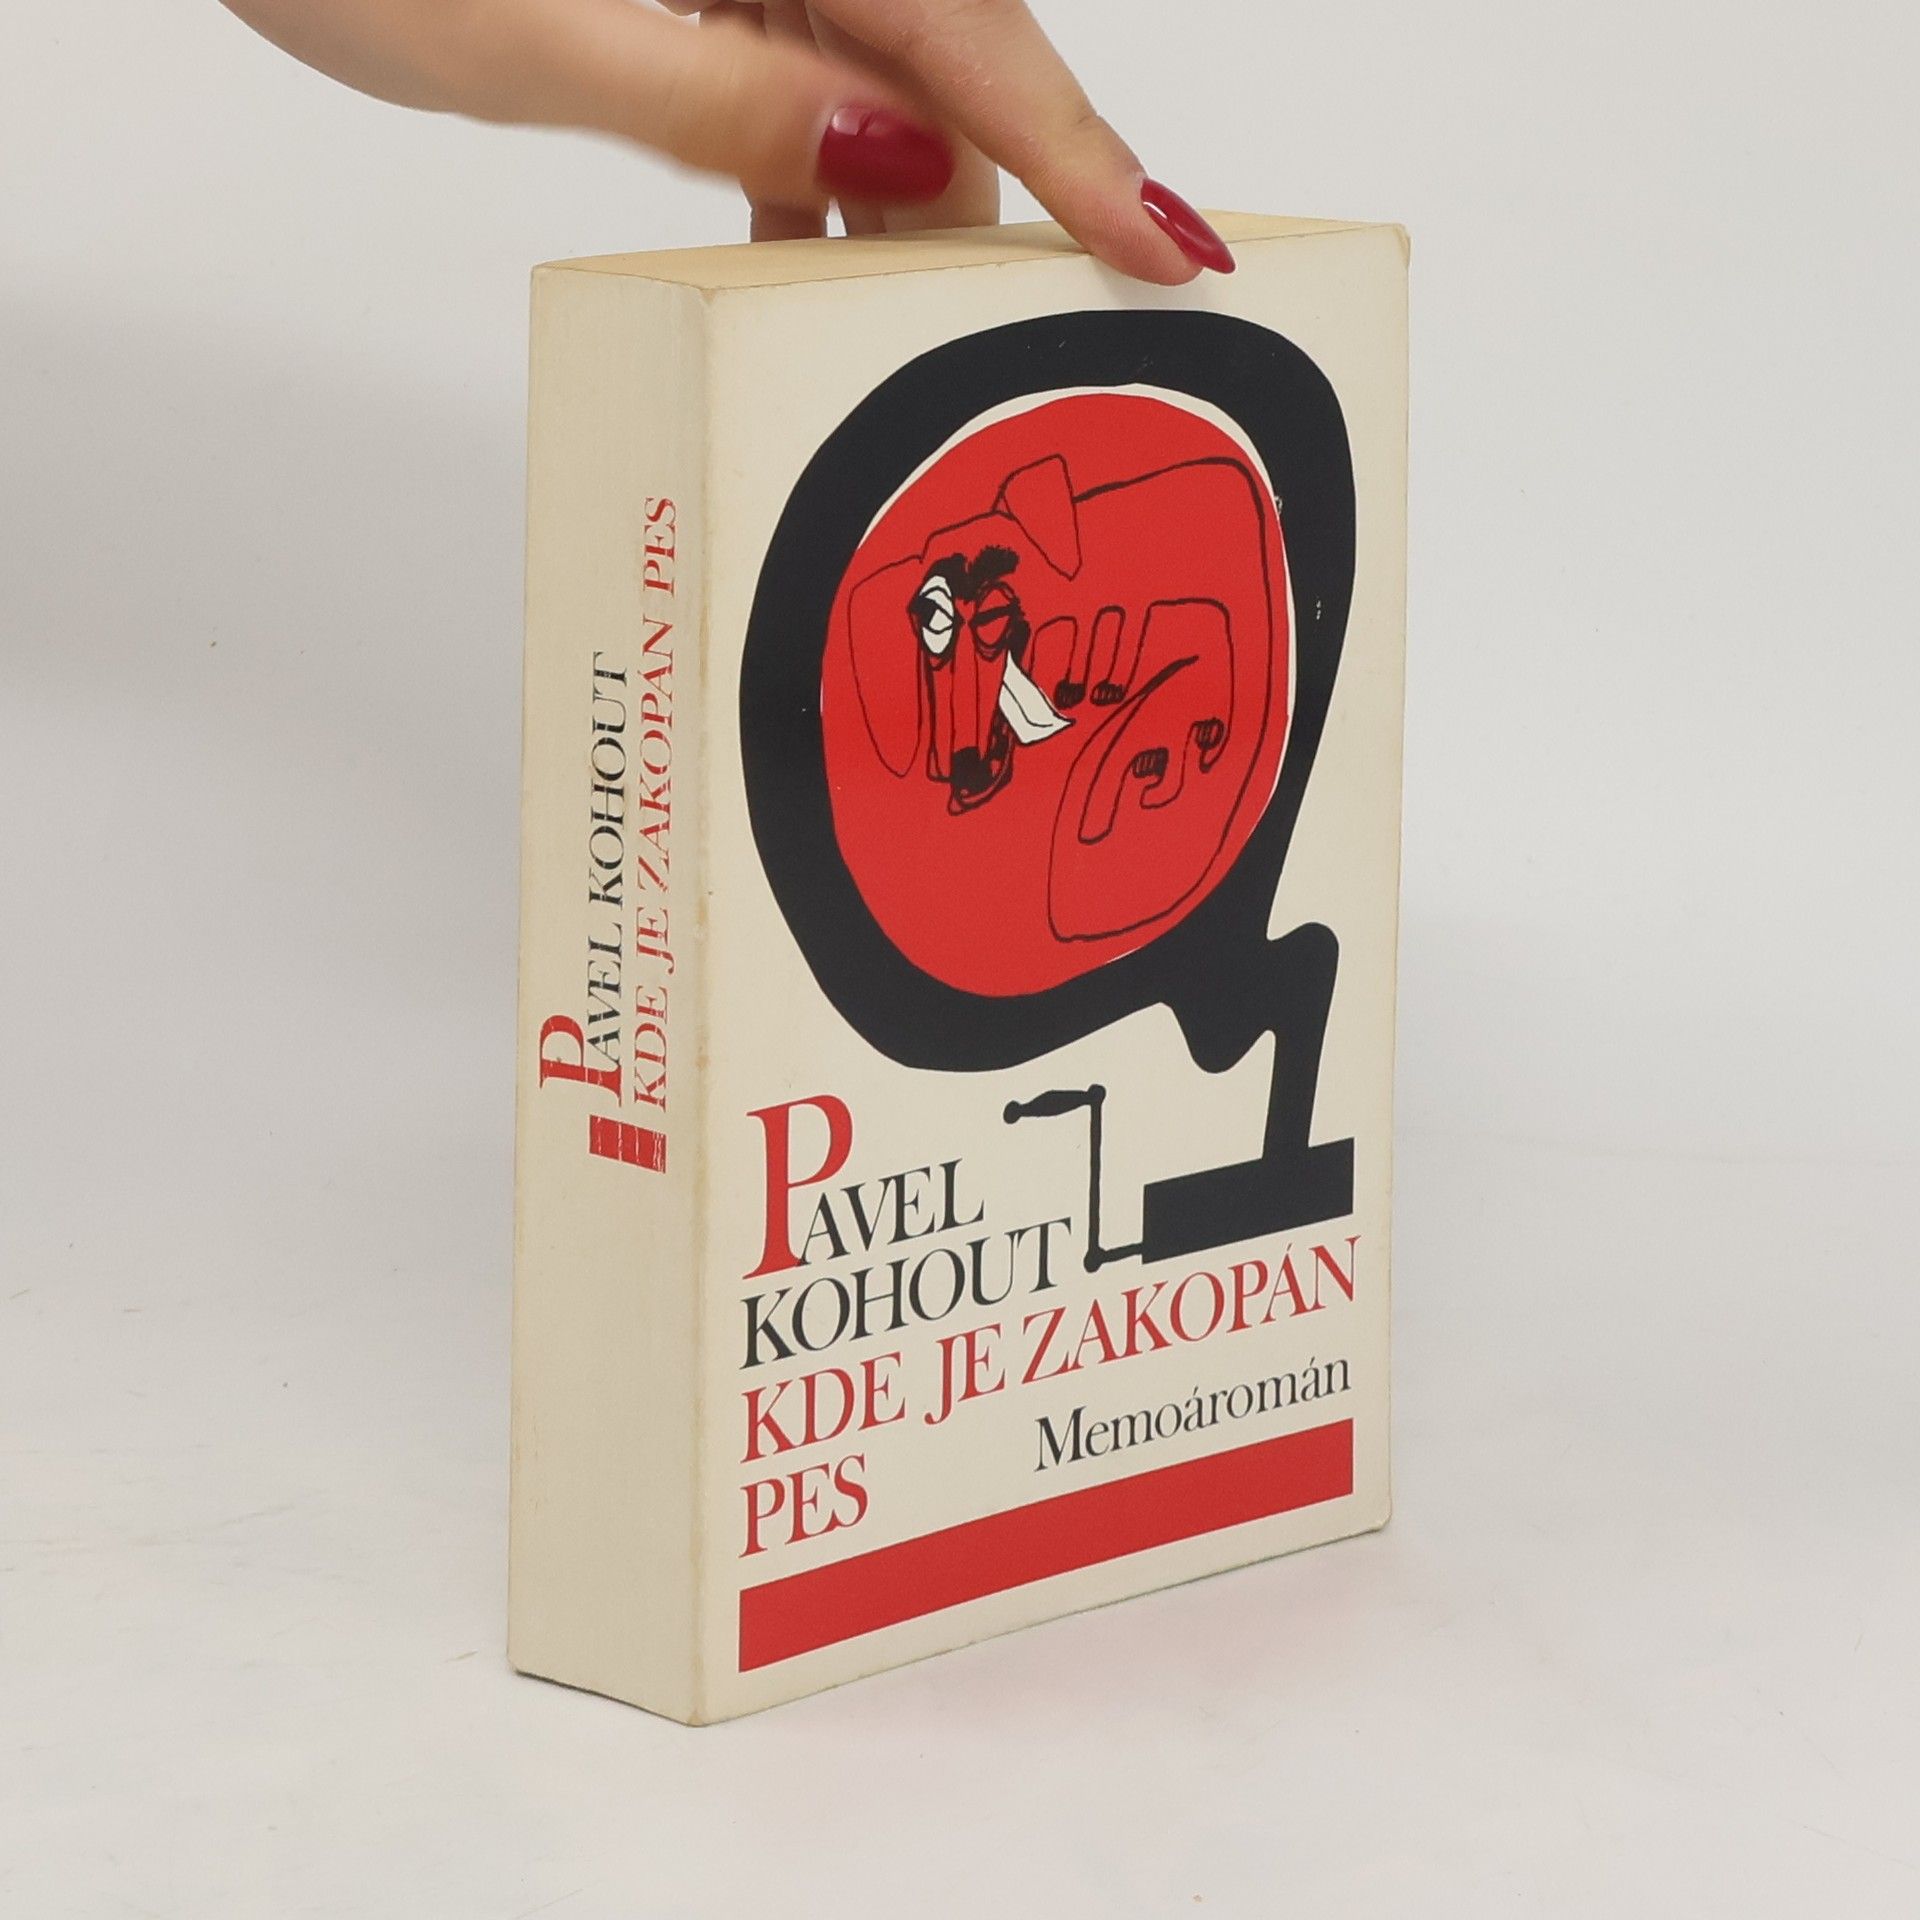 PAVEL KOHOUT
KDE JE ZAKOPÁN PES
PAVEL
KOHOUT
KDE JE ZAKOPÁN
PES
Memoáromán